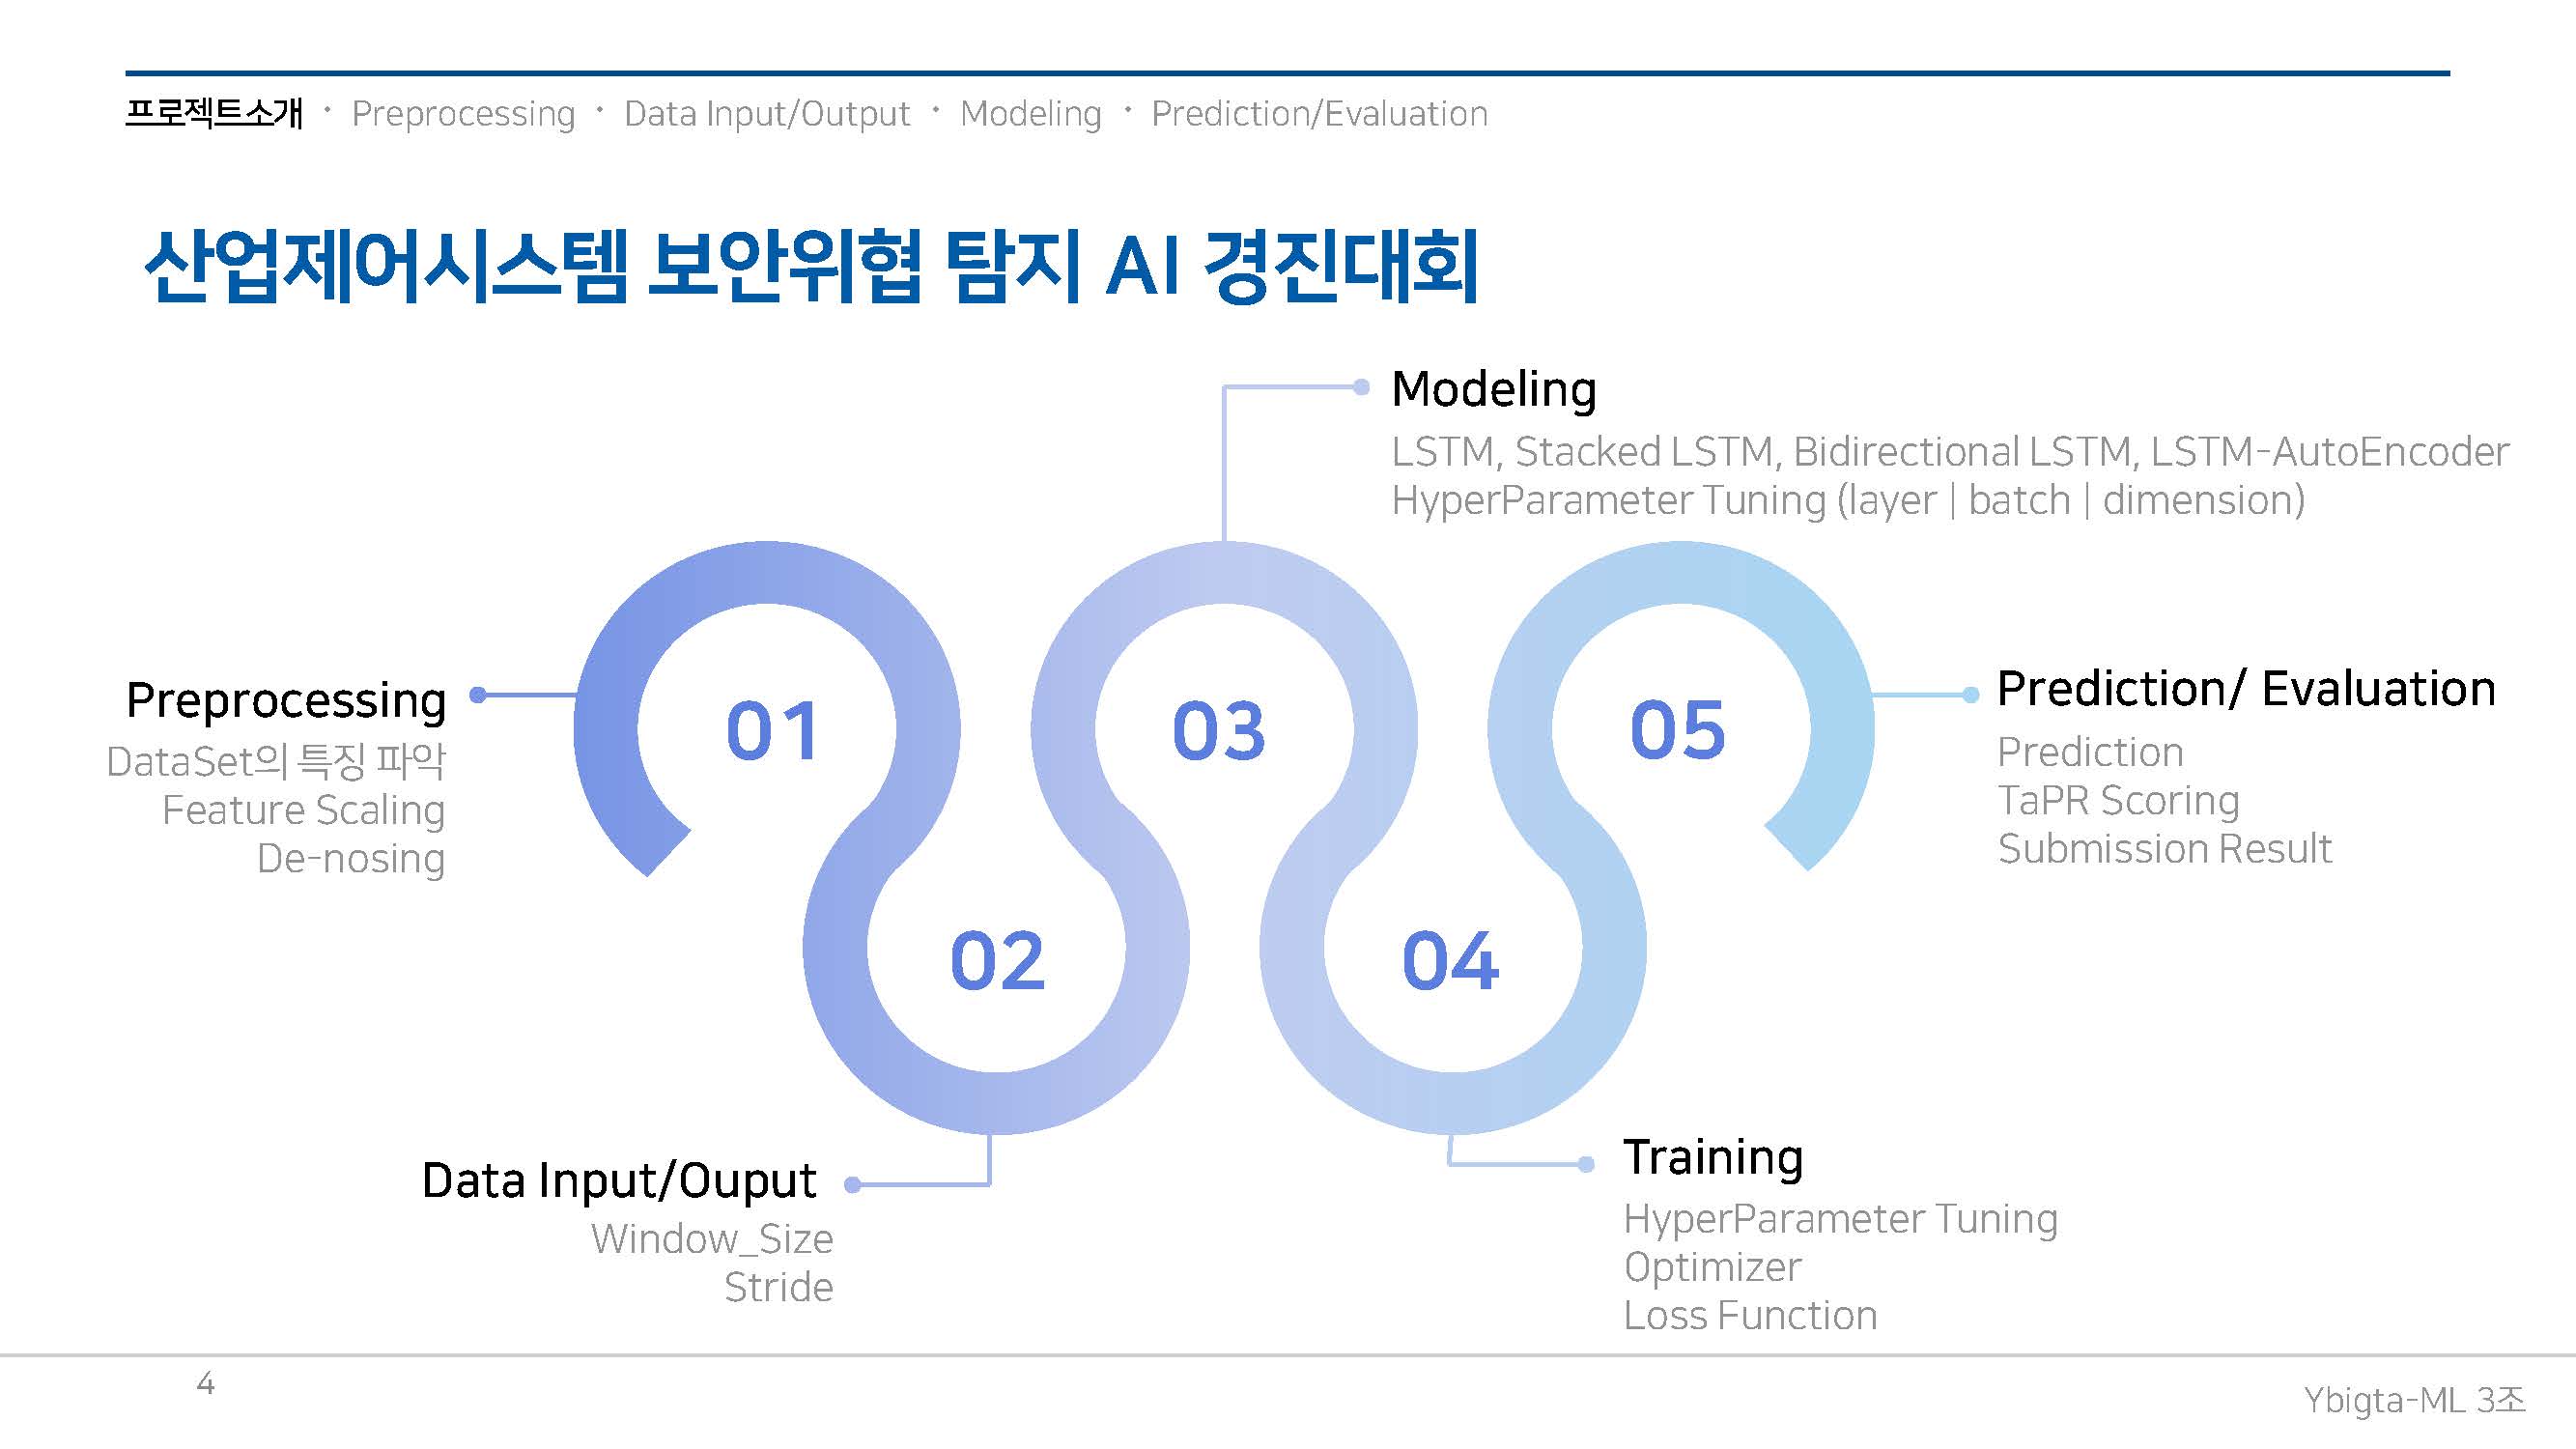 프로젝트소개 · Preprocessing · Data Input/Output · Modeling · Prediction/Evaluation
산업제어시스템 보안위협 탐지 AI 경진대회
Modeling
LSTM, Stacked LSTM, Bidirectional LSTM, LSTM-AutoEncoder
HyperParameter Tuning (layer | batch | dimension)
Preprocessing
DataSet의 특징 파악
Feature Scaling
De-nosing
01
03
05
Prediction/ Evaluation
Prediction
TaPR Scoring
Submission Result
02
04
Data Input/Ouput
Window_Size
Stride
Training
HyperParameter Tuning
Optimizer
Loss Function
4
Ybigta-ML 3조